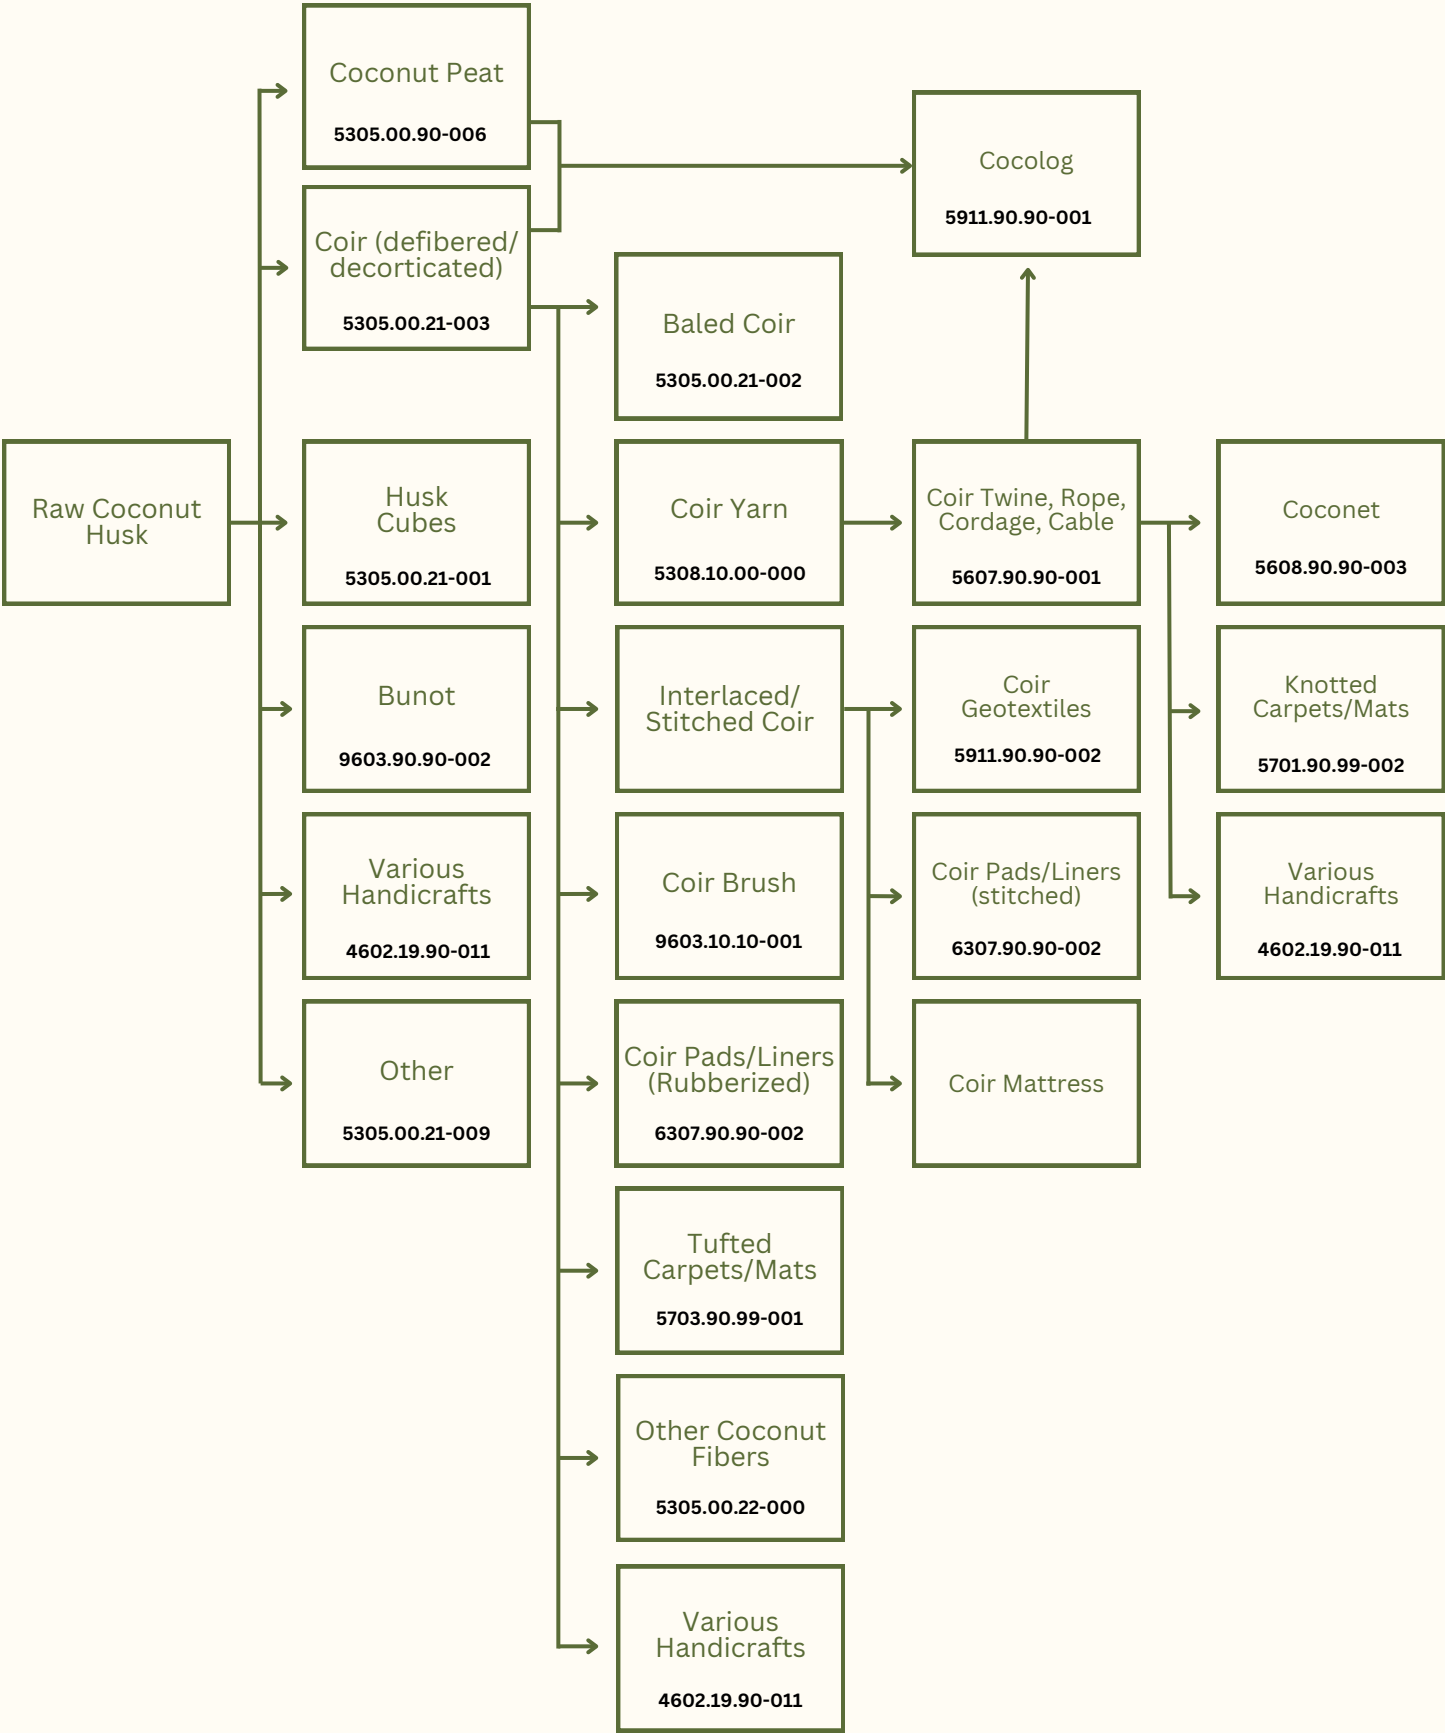 Coconut Peat
5305.00.90-006
Cocolog
5911.90.90-001
Coir (defibered/
decorticated)
5305.00.21-003
Baled Coir
5305.00.21-002
Raw Coconut
Husk
Husk
Cubes
5305.00.21-001
Coir Yarn
5308.10.00-000
Coir Twine, Rope,
Cordage, Cable
5607.90.90-001
Coconet
5608.90.90-003
Bunot
9603.90.90-002
Interlaced/
Stitched Coir
Coir
Geotextiles
5911.90.90-002
Knotted
Carpets/Mats
5701.90.99-002
Various
Handicrafts
4602.19.90-011
Coir Brush
9603.10.10-001
Coir Pads/Liners
(stitched)
6307.90.90-002
Various
Handicrafts
4602.19.90-011
Other
5305.00.21-009
Coir Pads/Liners
(Rubberized)
6307.90.90-002
Coir Mattress
Tufted
Carpets/Mats
5703.90.99-001
Other Coconut
Fibers
5305.00.22-000
Various
Handicrafts
4602.19.90-011